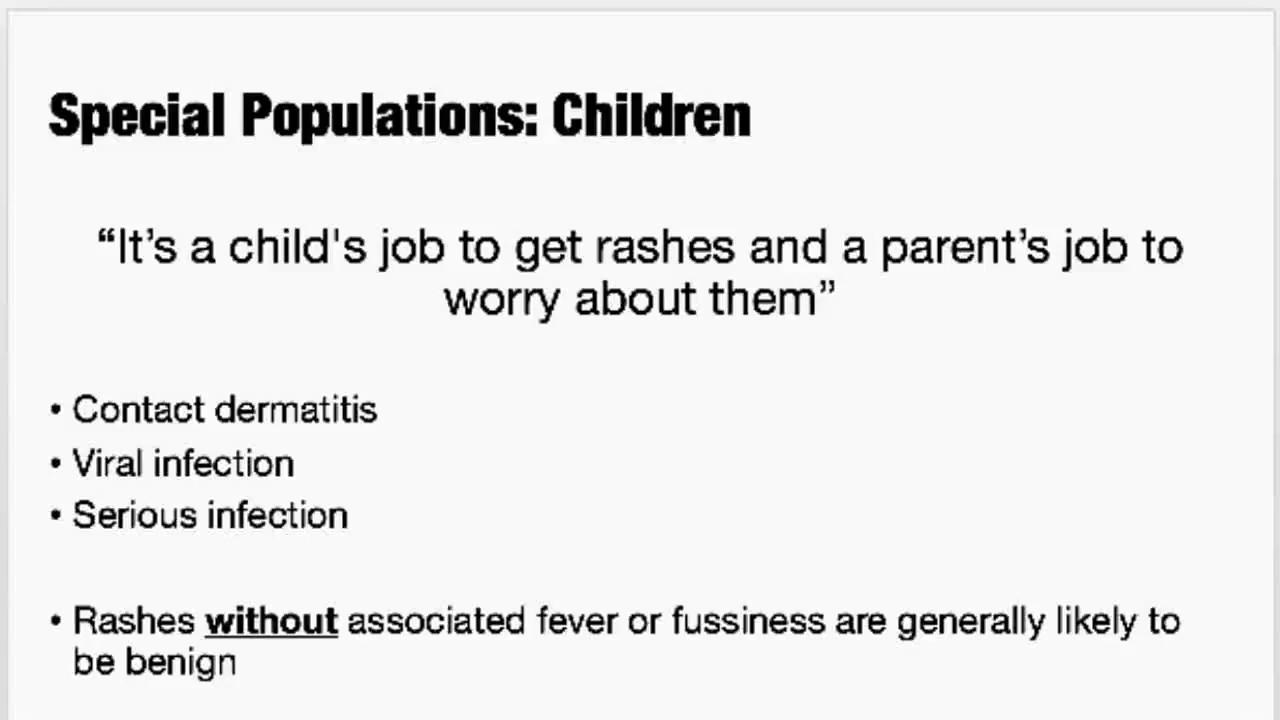 Special Populations: Children
“It’s a child's job to get rashes and a parent’s job to
worry about them”
• Contact dermatitis
• Viral infection
• Serious infection
• Rashes without associated fever or fussiness are generally likely to
be benign